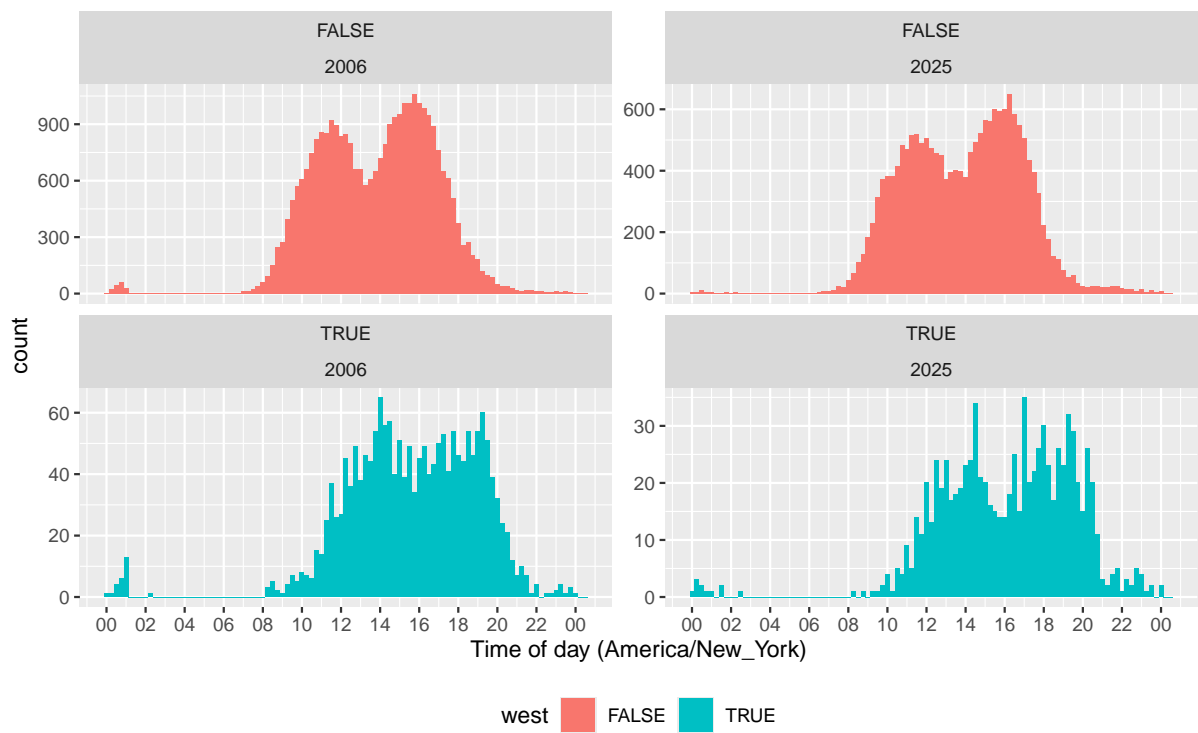 FALSE
2006
FALSE
2025
900
600
300
0
600
400
200
0
TRUE
2006
TRUE
2025
60
40
20
0
30
20
10
0
count
00 02 04 06 08 10 12 14 16 18 20 22 00
00 02 04 06 08 10 12 14 16 18 20 22 00
Time of day (America/New_York)
west FALSE TRUE